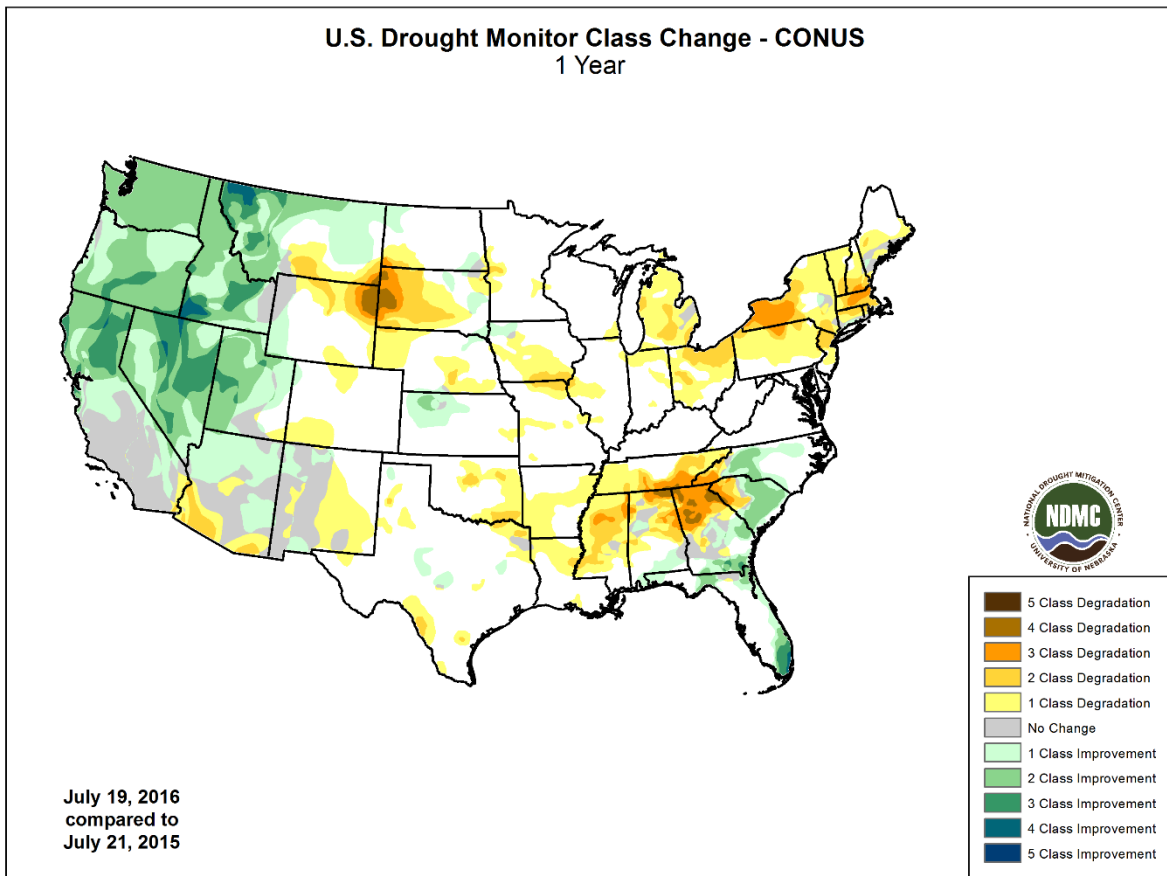 U.S. Drought Monitor Class Change - CONUS
1 Year
NATIONAL DROUGHT MITIGATION CENTER
NDMC
UNIVERSITY OF NEBRASKA
5 Class Degradation
4 Class Degradation
3 Class Degradation
2 Class Degradation
1 Class Degradation
No Change
1 Class Improvement
2 Class Improvement
3 Class Improvement
4 Class Improvement
5 Class Improvement
July 19, 2016
compared to
July 21, 2015